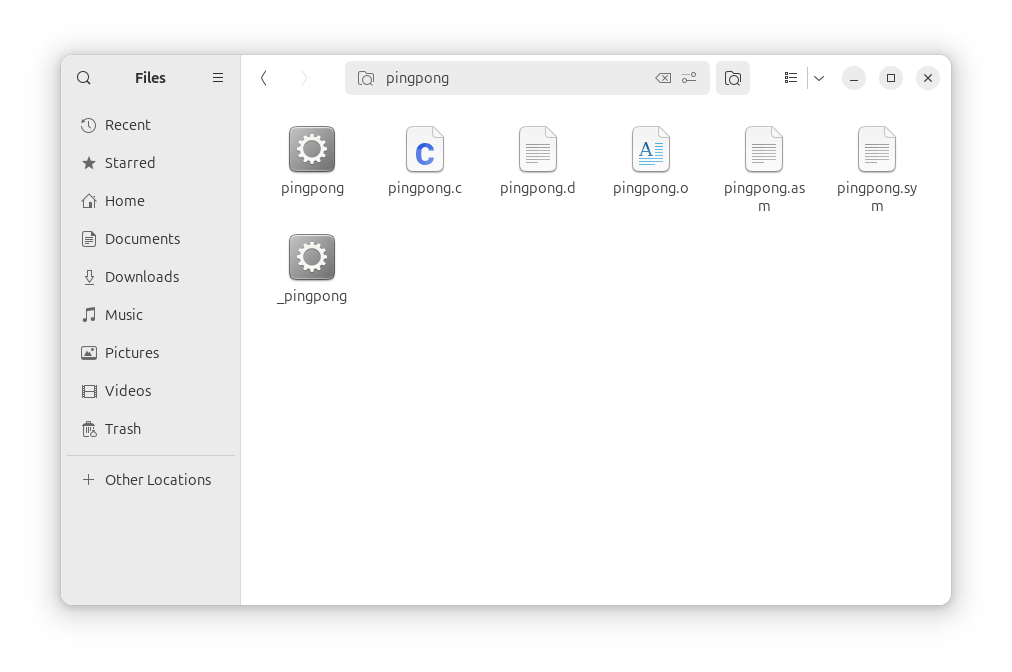 Files
pingpong
Recent
Starred
Home
Documents
Downloads
Music
Pictures
Videos
Trash
Other Locations
pingpong
pingpong.c
pingpong.d
pingpong.o
pingpong.as
m
pingpong.sy
m
_pingpong